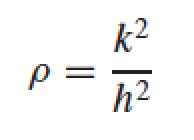 ρ = k²/h²